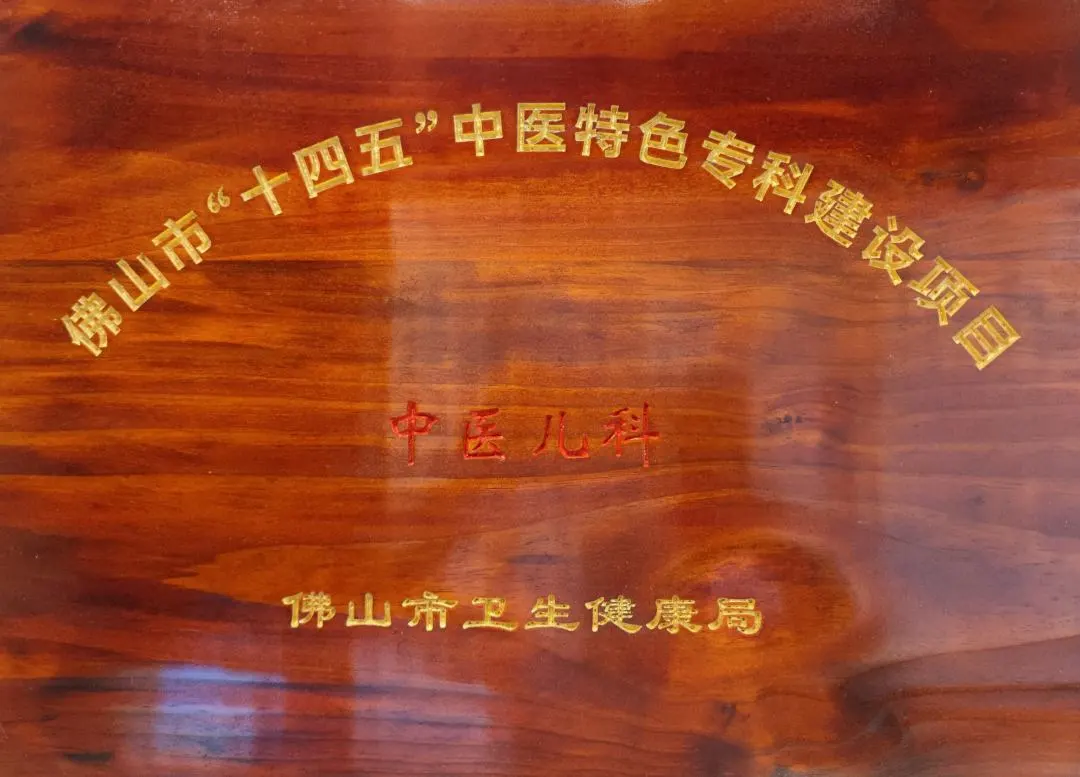 佛山市“十四五”中医特色专科建设项目
中医儿科
佛山市卫生健康局